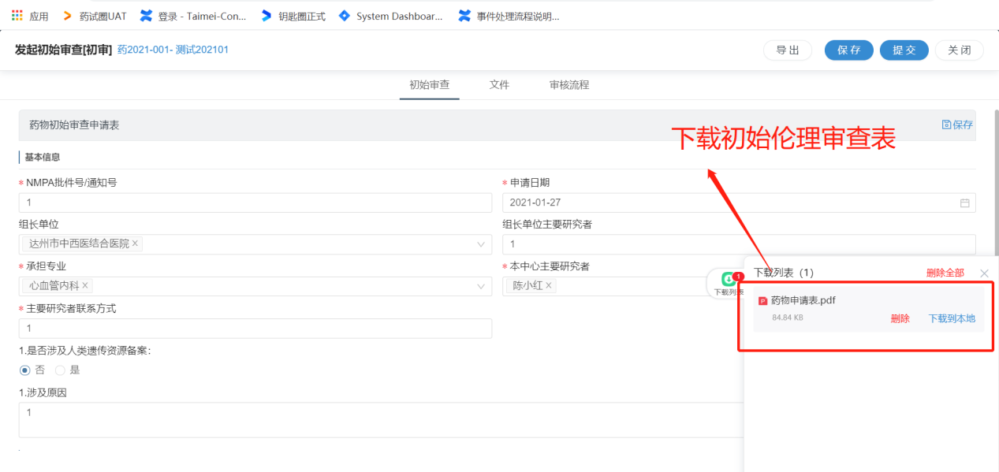 应用 药试圈UAT 登录 - Taimei-Con... 钥匙圈正式 System Dashboar... 事件处理流程说明...
发起初始审查[初审] 药2021-001- 测试202101 导 出 保 存 提 交 关 闭
初始审查 文件 审核流程
药物初始审查申请表 保存
下载初始伦理审查表
基本信息
* NMPA批件号/通知号 * 申请日期
1 2021-01-27
组长单位 组长单位主要研究者
达州市中西医结合医院 × 1
* 承担专业 * 本中心主要研究者
心血管内科 × 陈小红 ×
1
下载列表
下载列表（1） 删除全部
药物申请表.pdf
84.84 KB 删除 下载到本地
* 主要研究者联系方式
1
1.是否涉及人类遗传资源备案:
否 是
1.涉及原因
1